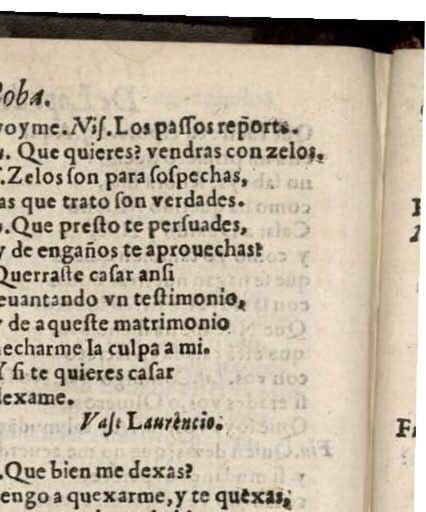 Boba.
voyme. Niſ. Los paſſos report.
Que quieres? vendras con zelos,
Zelos ſon para ſoſpechas,
as que trato ſon verdades.
Que preſto te perſuades,
y de engaños te aprouechas?
Querraſte caſar anſi
euantando vn teſtimonio,
y de aqueſte matrimonio
echarme la culpa a mi.
Y ſi te quieres caſar
dexame.
Vaſe Laurencio.
Que bien me dexas?
engo a quexarme, y te quexas,